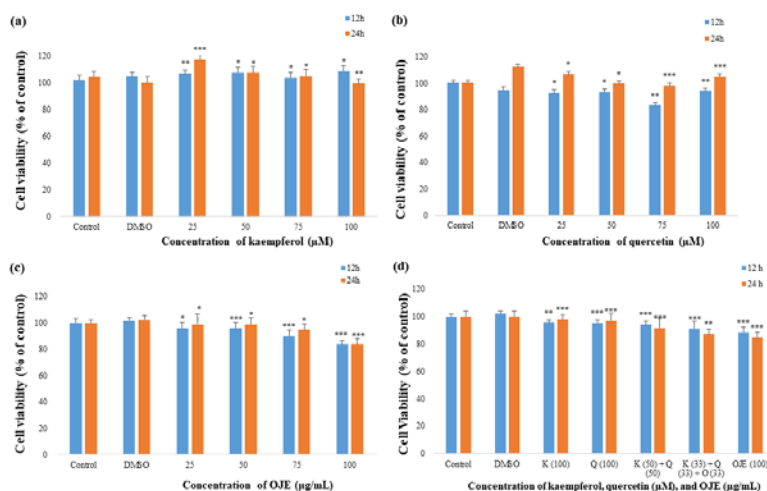 (a)
12h
24h
Cell viability (% of control)
140
120
100
80
60
40
20
0
** *** * * * * * **
Control DMSO 25 50 75 100
Concentration of kaempferol (µM)
(b)
12h
24h
Cell viability (% of control)
140
120
100
80
60
40
20
0
* * * * ** *** ** ***
Control DMSO 25 50 75 100
Concentration of quercetin (µM)
(c)
12h
24h
Cell viability (% of control)
120
100
80
60
40
20
0
* * *** * *** * *** ***
Control DMSO 25 50 75 100
Concentration of OJE (µg/mL)
(d)
12 h
24 h
Cell Viability (% of control)
120
100
80
60
40
20
0
** *** *** *** *** *** *** ** *** ***
Control DMSO K (100) Q (100) K (50) + Q
(50)
K (33) + Q
(33) + O (33)
OJE (100)
Concentration of kaempferol, quercetin (µM), and OJE (µg/mL)